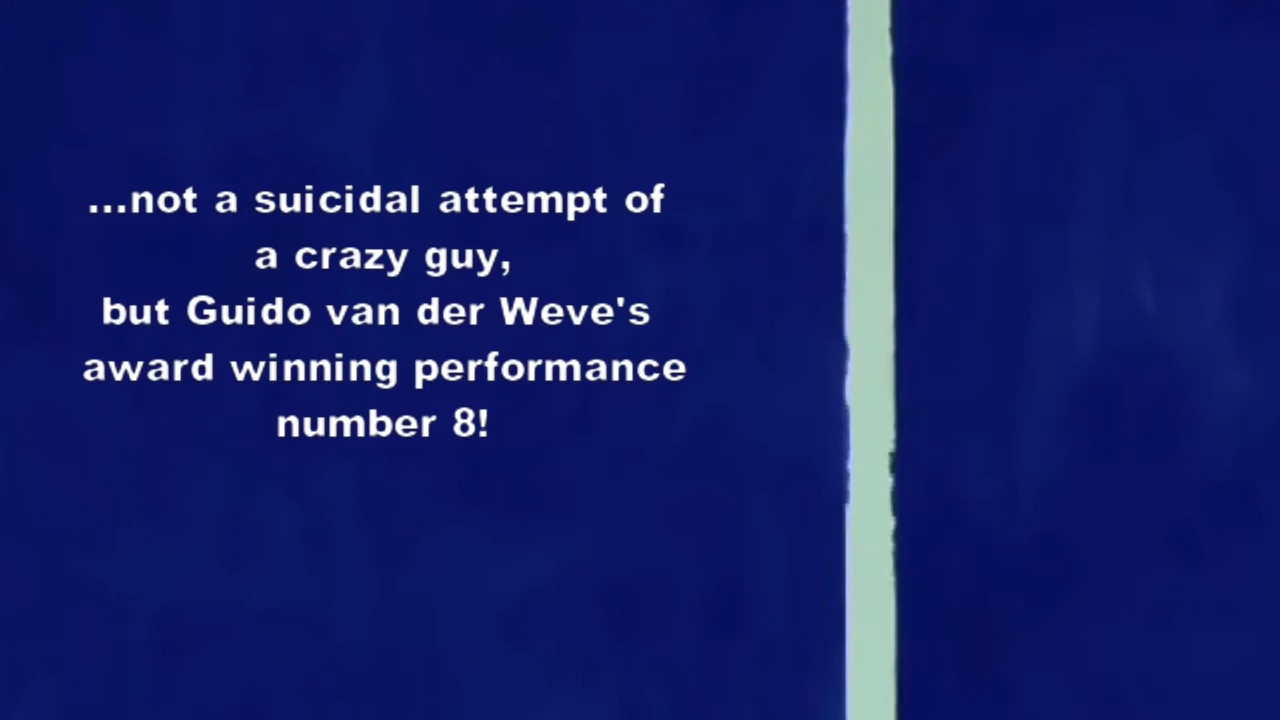 ...not a suicidal attempt of
a crazy guy,
but Guido van der Weve's
award winning performance
number 8!